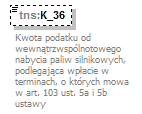 tns:K_36
Kwota podatku od
wewnątrzwspólnotowego
nabycia paliw silnikowych,
podlegająca wpłacie w
terminach, o których mowa
w art. 103 ust. 5a i 5b
ustawy